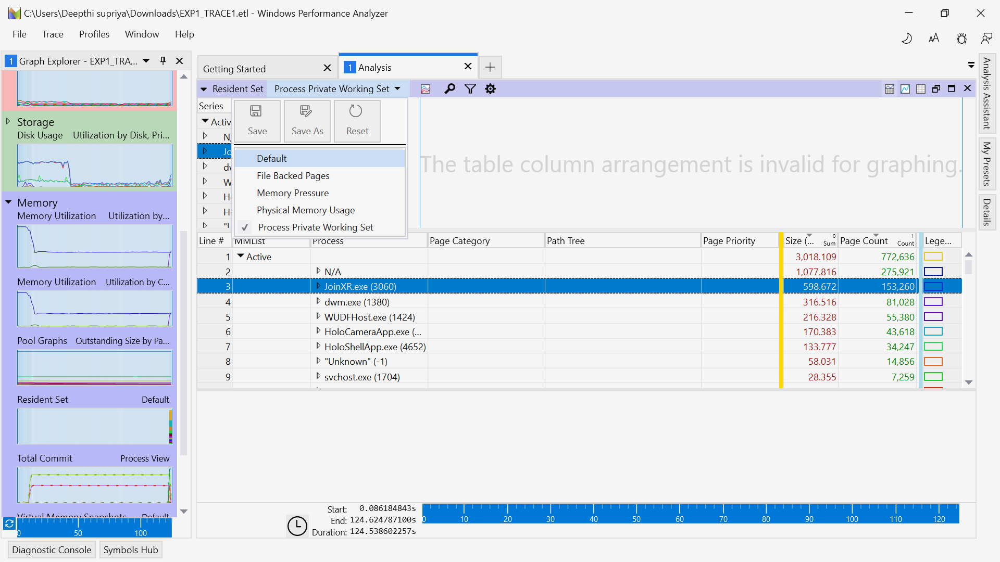 C:\Users\Deepthi supriya\Downloads\EXP1_TRACE1.etl - Windows Performance Analyzer
File Trace Profiles Window Help
1 Graph Explorer - EXP1_TRA...
Getting Started
1 Analysis
Resident Set Process Private Working Set
Series
Save Save As Reset
Default
File Backed Pages
Memory Pressure
Physical Memory Usage
Process Private Working Set
The table column arrangement is invalid for graphing.
Storage
Disk Usage Utilization by Disk, Pri...
Memory
Memory Utilization Utilization by...
Memory Utilization Utilization by C...
Pool Graphs Outstanding Size by Pa...
Resident Set Default
Total Commit Process View
Virtual Memory Snapshots Default
0 50 100
Line # MMList Process Page Category Path Tree Page Priority Size (... 0 Sum Page Count 1 Count Lege...
1 Active 3,018.109 772,636
2 N/A 1,077.816 275,921
3 JoinXR.exe (3060) 598.672 153,260
4 dwm.exe (1380) 316.516 81,028
5 WUDFHost.exe (1424) 216.328 55,380
6 HoloCameraApp.exe (... 170.383 43,618
7 HoloShellApp.exe (4652) 133.777 34,247
8 "Unknown" (-1) 58.031 14,856
9 svchost.exe (1704) 28.355 7,259
Start: 0.086184843s
End: 124.624787100s
Duration: 124.538602257s
0 10 20 30 40 50 60 70 80 90 100 110 120
Analysis Assistant
My Presets
Details
Diagnostic Console Symbols Hub